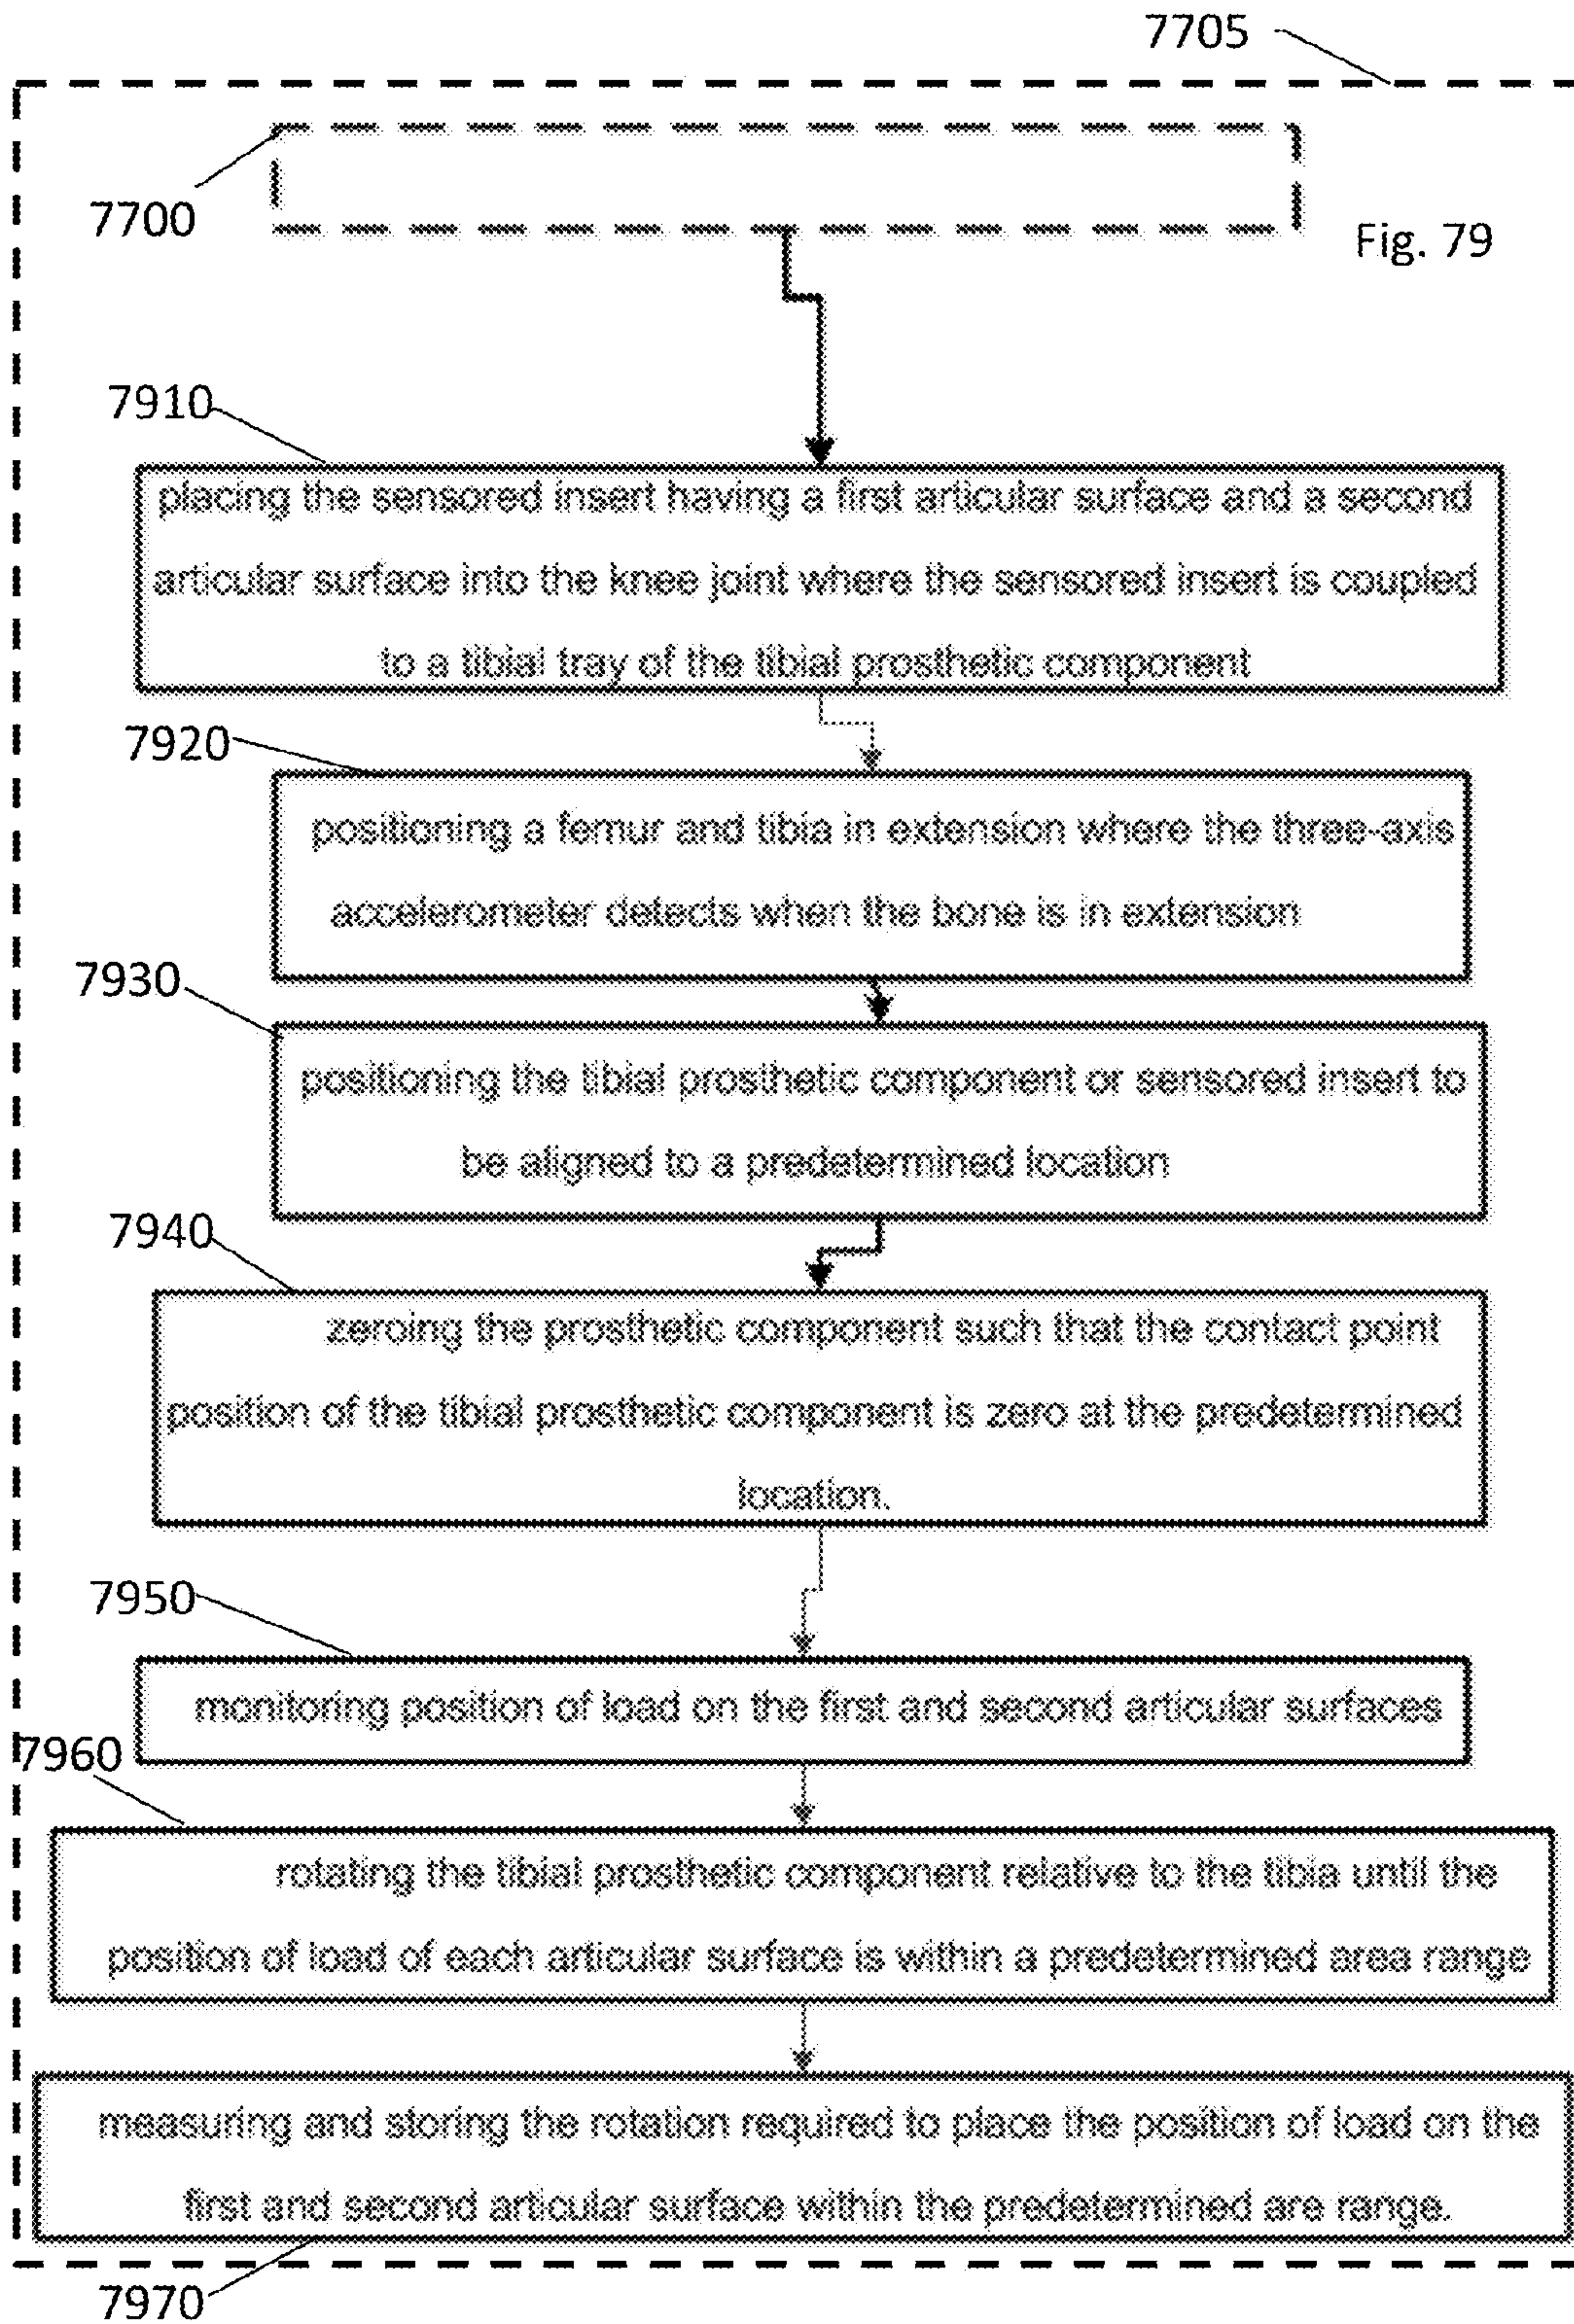 7705
7700
Fig. 79
7910
placing the sensored insert having a first articular surface and a second
articular surface into the knee joint where the sensored insert is coupled
to a tibial tray of the tibial prosthetic component
7920
positioning a femur and tibia in extension where the three-axis
accelerometer detects when the bone is in extension
7930
positioning the tibial prosthetic component or sensored insert to
be aligned to a predetermined location
7940
zeroing the prosthetic component such that the contact point
position of the tibial prosthetic component is zero at the predetermined
location.
7950
monitoring position of load on the first and second articular surfaces
7960
rotating the tibial prosthetic component relative to the tibia until the
position of load of each articular surface is within a predetermined area range
measuring and storing the rotation required to place the position of load on the
first and second articular surface within the predetermined are range.
7970